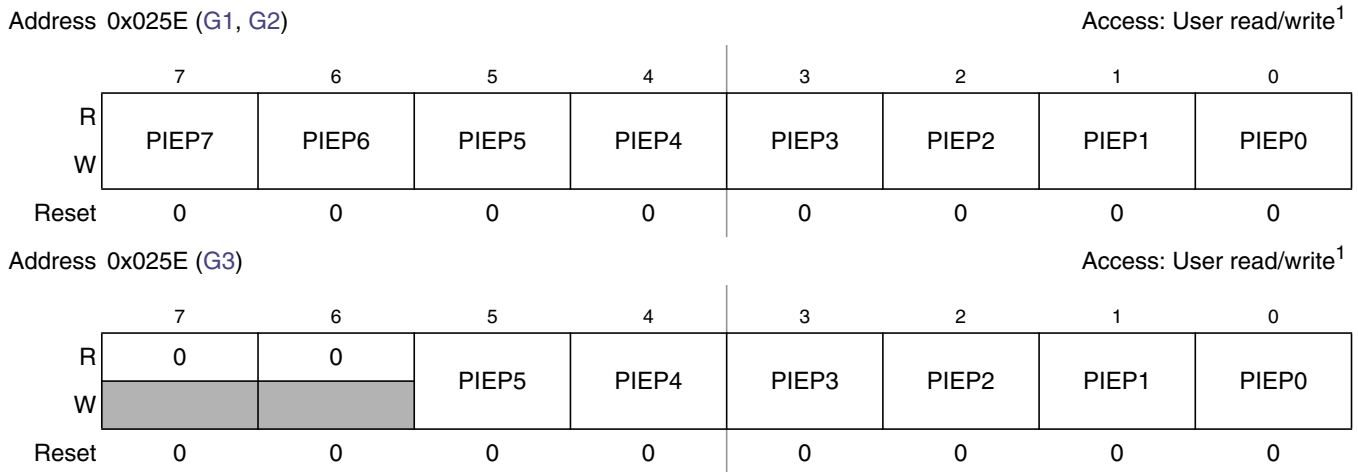 Address 0x025E (G1, G2) Access: User read/write1
7 6 5 4 3 2 1 0
R
PIEP7 PIEP6 PIEP5 PIEP4 PIEP3 PIEP2 PIEP1 PIEP0
W
Reset 0 0 0 0 0 0 0 0
Address 0x025E (G3) Access: User read/write1
7 6 5 4 3 2 1 0
R 0 0
PIEP5 PIEP4 PIEP3 PIEP2 PIEP1 PIEP0
W
Reset 0 0 0 0 0 0 0 0